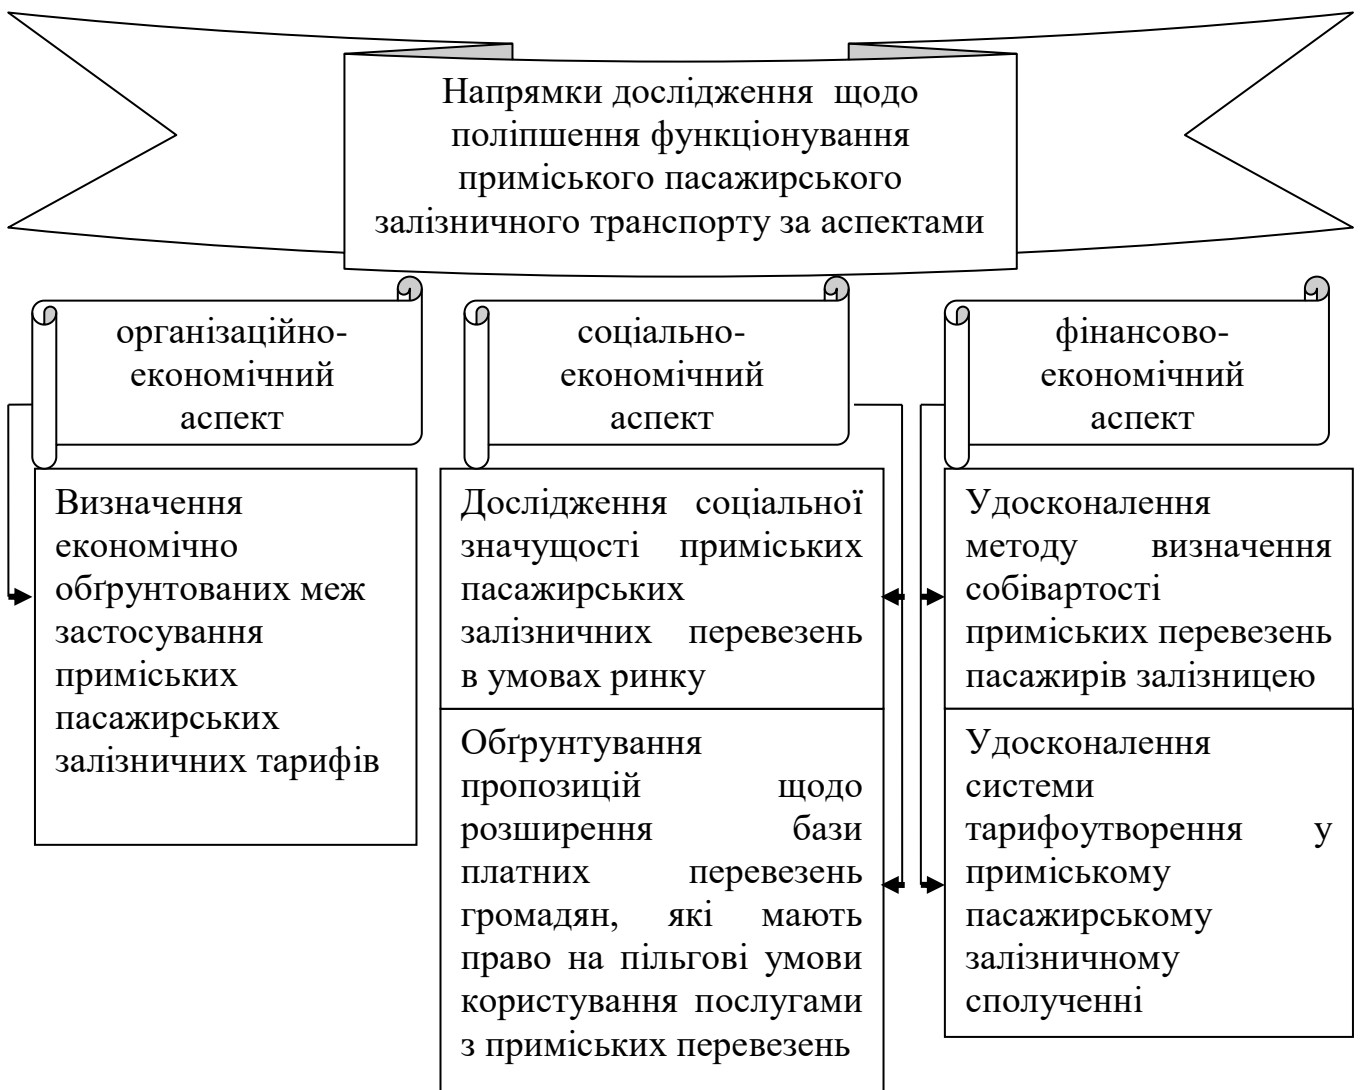 Напрямки дослідження щодо
поліпшення функціонування
приміського пасажирського
залізничного транспорту за аспектами
організаційно-
економічний
аспект
соціально-
економічний
аспект
фінансово-
економічний
аспект
Визначення
економічно
обґрунтованих меж
застосування
приміських
пасажирських
залізничних тарифів
Дослідження соціальної
значущості приміських
пасажирських
залізничних перевезень
в умовах ринку
Обґрунтування
пропозицій щодо
розширення бази
платних перевезень
громадян, які мають
право на пільгові умови
користування послугами
з приміських перевезень
Удосконалення
методу визначення
собівартості
приміських перевезень
пасажирів залізницею
Удосконалення
системи
тарифоутворення у
приміському
пасажирському
залізничному
сполученні